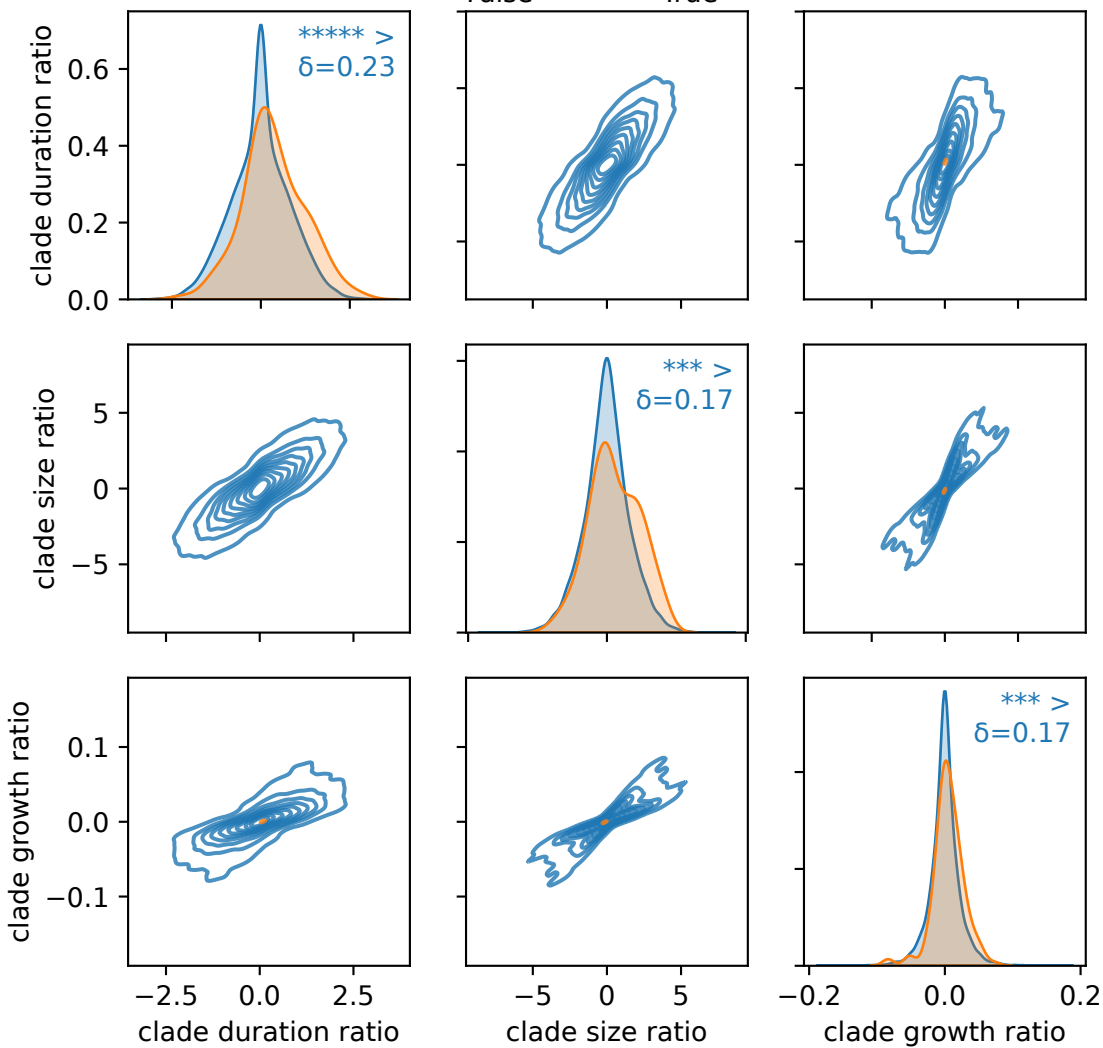 clade duration ratio
0.6
0.4
0.2
0.0
***** >
δ=0.23
clade size ratio
5
0
−5
*** >
δ=0.17
clade growth ratio
0.1
0.0
−0.1
*** >
δ=0.17
−2.5 0.0 2.5
−5 0 5
−0.2 0.0 0.2
clade duration ratio
clade size ratio
clade growth ratio